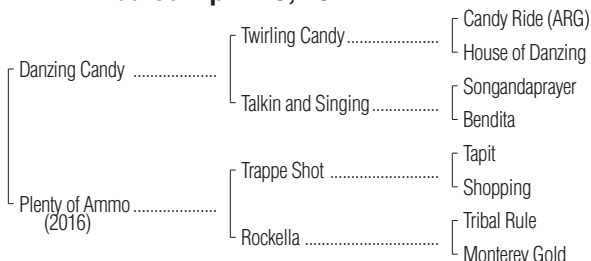 Candy Ride (ARG)
Twirling Candy
House of Danzing
Danzing Candy
Songandaprayer
Talkin and Singing
Bendita
Tapit
Trappe Shot
Shopping
Plenty of Ammo
(2016)
Tribal Rule
Rockella
Monterey Gold